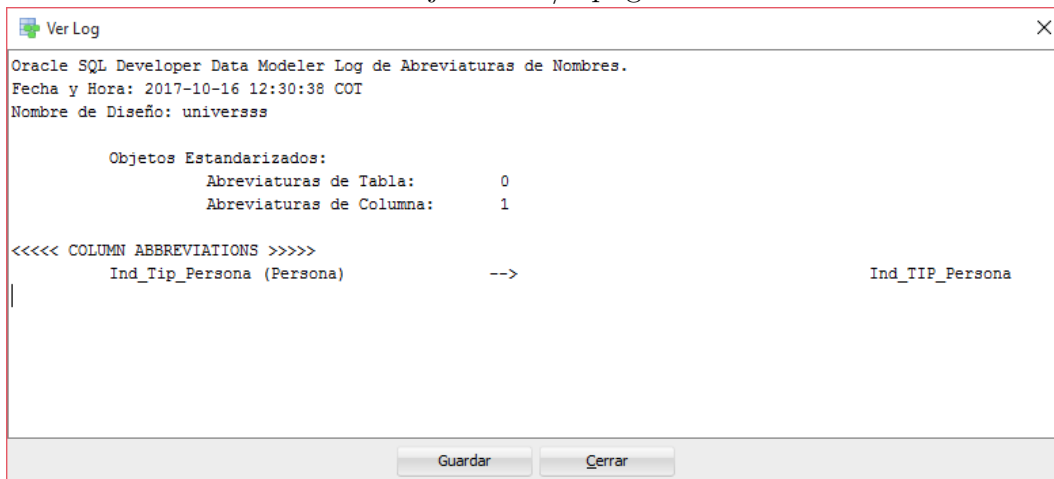 Ver Log
Oracle SQL Developer Data Modeler Log de Abreviaturas de Nombres.
Fecha y Hora: 2017-10-16 12:30:38 COT
Nombre de Diseño: universss
Objetos Estandarizados:
Abreviaturas de Tabla: 0
Abreviaturas de Columna: 1
<<<<< COLUMN ABBREVIATIONS >>>>>
Ind_Tip_Persona (Persona) --> Ind_TIP_Persona
Guardar Cerrar